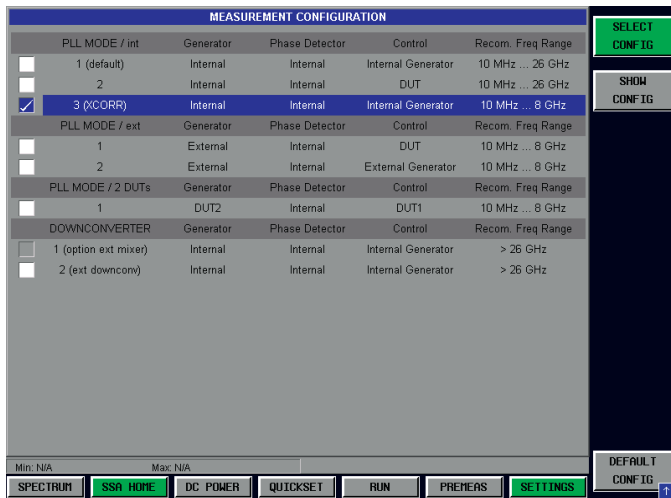 MEASUREMENT CONFIGURATION
PLL MODE / int Generator Phase Detector Control Recom. Freq Range
1 (default) Internal Internal Internal Generator 10 MHz ... 26 GHz
2 Internal Internal DUT 10 MHz ... 26 GHz
3 (XCORR) Internal Internal Internal Generator 10 MHz ... 8 GHz
PLL MODE / ext Generator Phase Detector Control Recom. Freq Range
1 External Internal DUT 10 MHz ... 8 GHz
2 External Internal External Generator 10 MHz ... 8 GHz
PLL MODE / 2 DUTs Generator Phase Detector Control Recom. Freq Range
1 DUT2 Internal DUT1 10 MHz ... 8 GHz
DOWNCONVERTER Generator Phase Detector Control Recom. Freq Range
1 (option ext mixer) Internal Internal Internal Generator > 26 GHz
2 (ext downconv) Internal Internal Internal Generator > 26 GHz
Min: N/A Max: N/A
SPECTRUM SSA HOME DC POWER QUICKSET RUN PREMEAS SETTINGS
SELECT
CONFIG
SHOW
CONFIG
DEFAULT
CONFIG